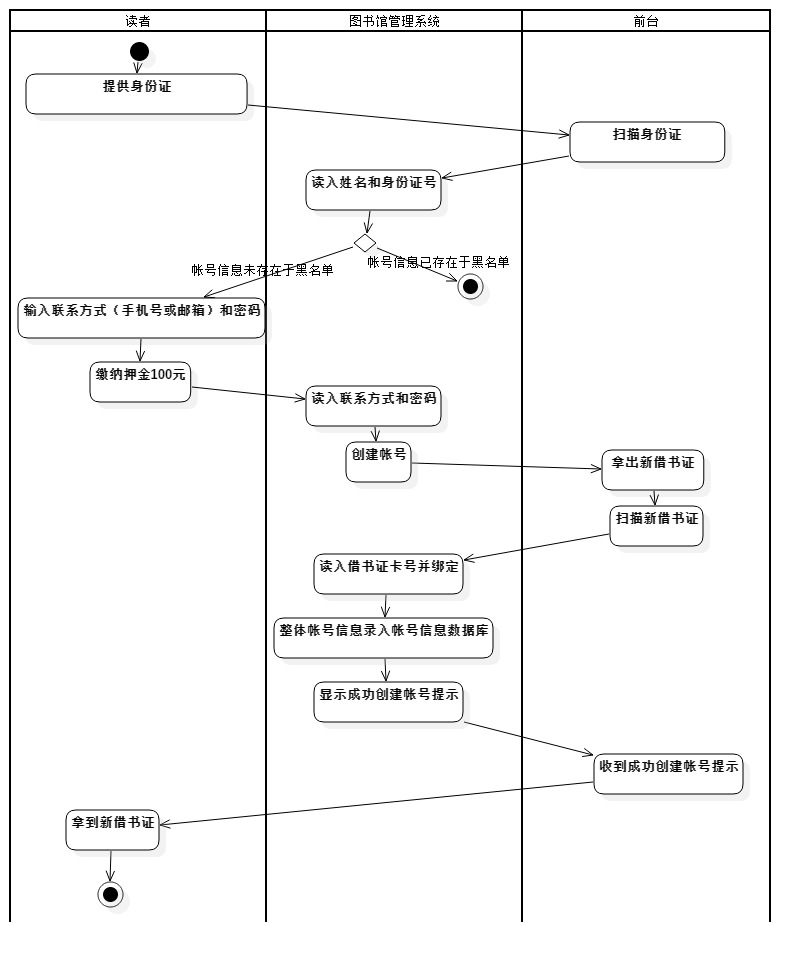 读者
图书馆管理系统
前台
提供身份证
扫描身份证
读入姓名和身份证号
帐号信息未存在于黑名单
帐号信息已存在于黑名单
输入联系方式（手机号或邮箱）和密码
缴纳押金100元
读入联系方式和密码
创建帐号
拿出新借书证
扫描新借书证
读入借书证卡号并绑定
整体帐号信息录入帐号信息数据库
显示成功创建帐号提示
收到成功创建帐号提示
拿到新借书证